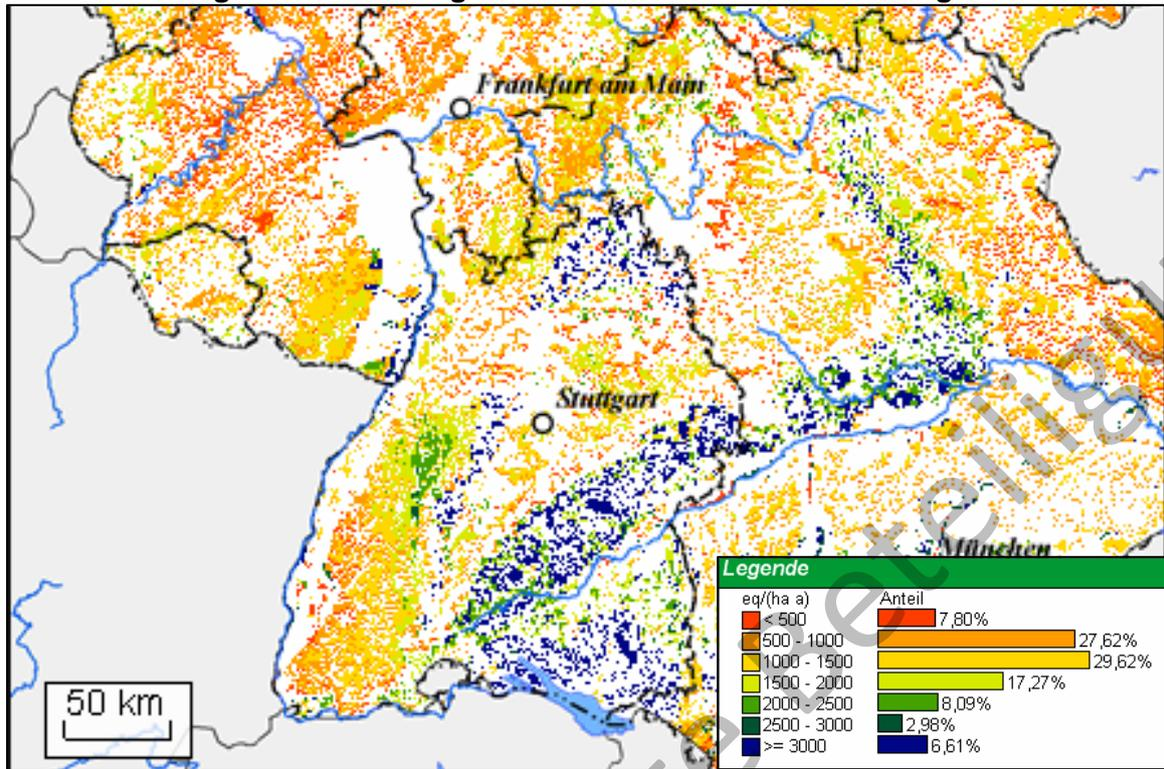 Frankfurt am Main
Stuttgart
München
50 km
Legende
eq/(ha a) Anteil
< 500 7,80%
500 - 1000 27,62%
1000 - 1500 29,62%
1500 - 2000 17,27%
2000 - 2500 8,09%
2500 - 3000 2,98%
>= 3000 6,61%